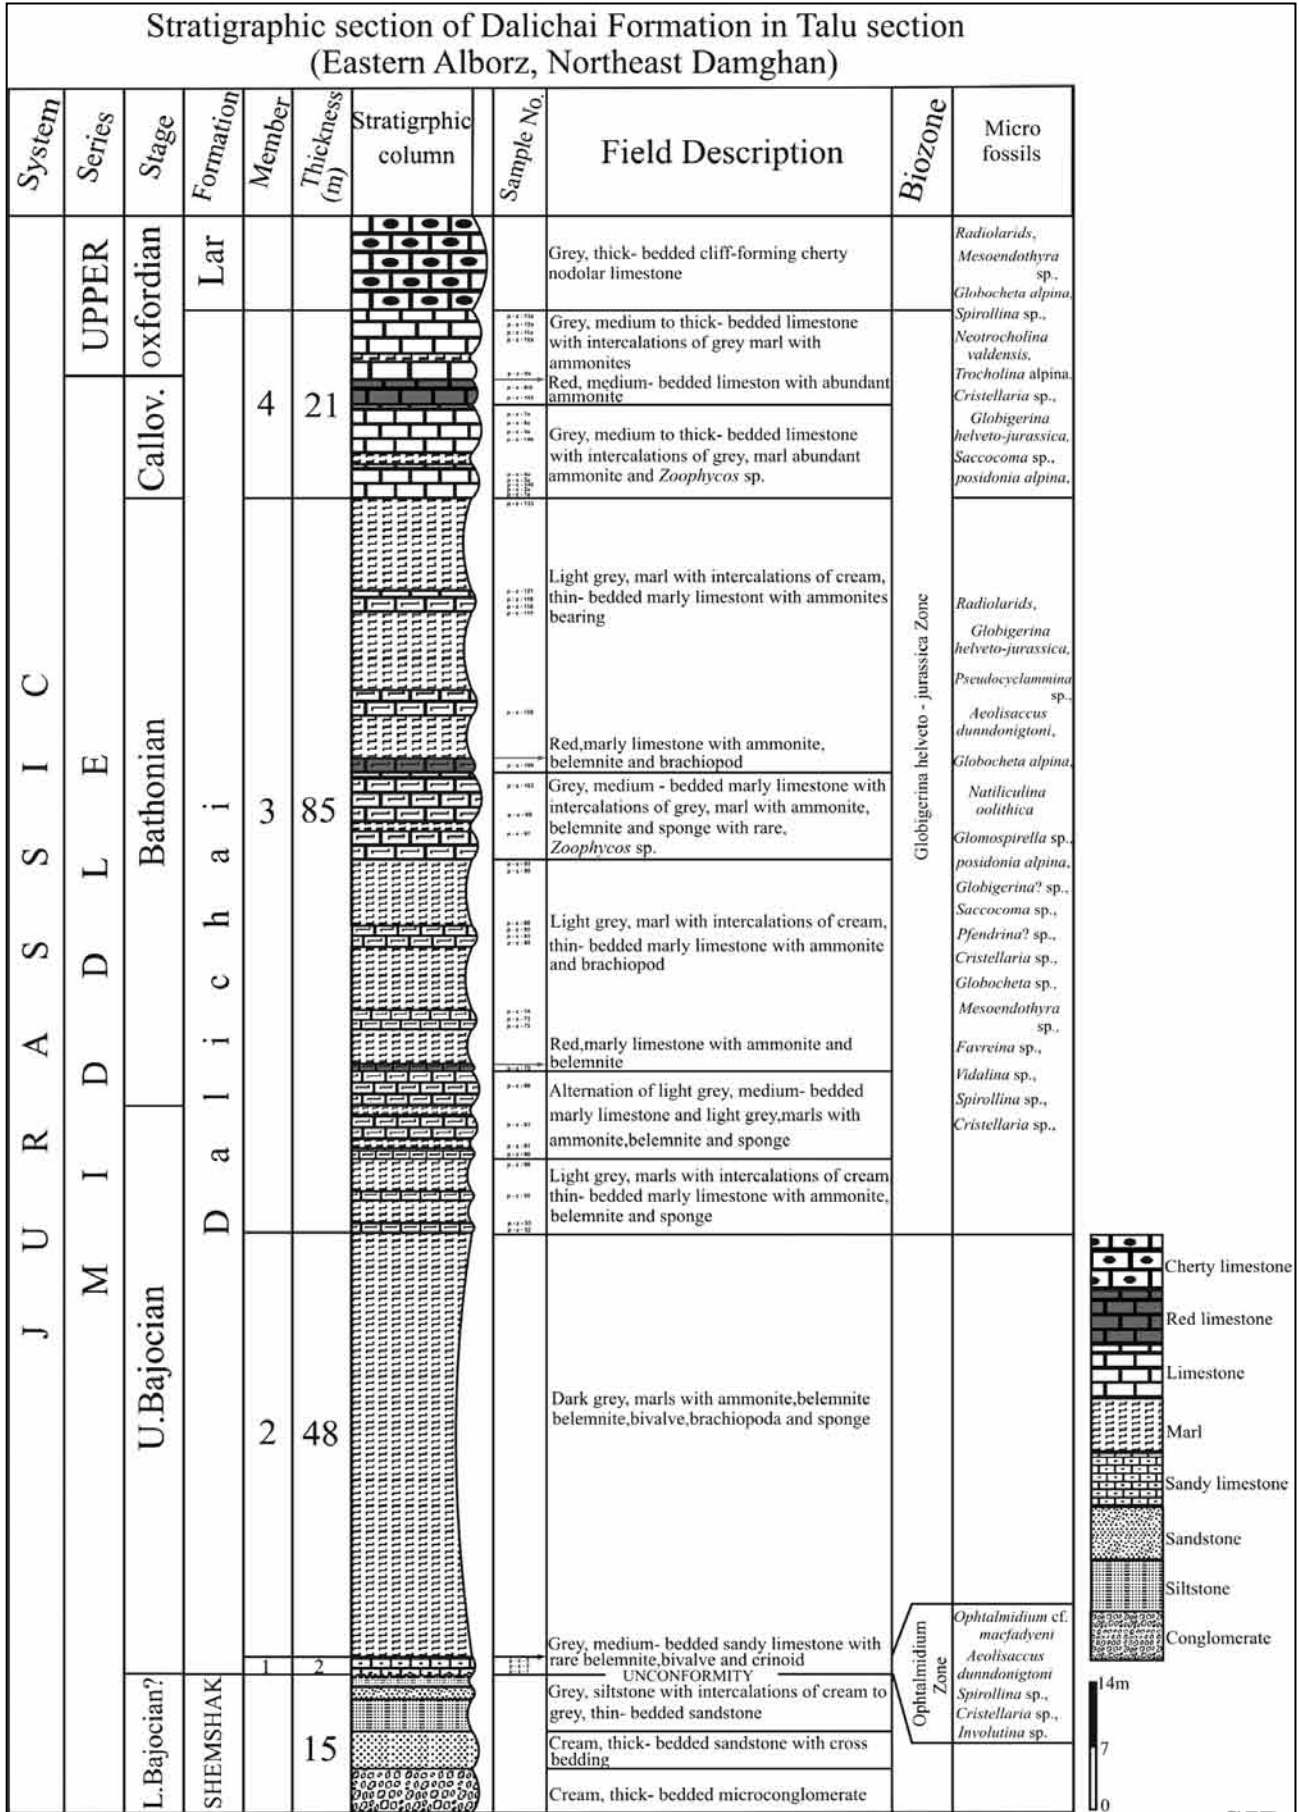 Stratigraphic section of Dalichai Formation in Talu section
(Eastern Alborz, Northeast Damghan)
System
Series
Stage
Formation
Member
Thickness
(m)
Stratigrphic
column
Sample No.
Field Description
Biozone
Micro
fossils
JURASSIC
UPPER
MIDDLE
oxfordian
Callov.
Bathonian
U.Bajocian
L.Bajocian?
Lar
Dalichai
SHEMSHAK
4
21
3
85
2
48
1
2
15
Grey, thick- bedded cliff-forming cherty
nodolar limestone
Grey, medium to thick- bedded limestone
with intercalations of grey marl with
ammonites
Red, medium- bedded limeston with abundant
ammonite
Grey, medium to thick- bedded limestone
with intercalations of grey, marl abundant
ammonite and Zoophycos sp.
Light grey, marl with intercalations of cream,
thin- bedded marly limestont with ammonites
bearing
Red,marly limestone with ammonite,
belemnite and brachiopod
Grey, medium - bedded marly limestone with
intercalations of grey, marl with ammonite,
belemnite and sponge with rare,
Zoophycos sp.
Light grey, marl with intercalations of cream,
thin- bedded marly limestone with ammonite
and brachiopod
Red,marly limestone with ammonite and
belemnite
Alternation of light grey, medium- bedded
marly limestone and light grey,marls with
ammonite,belemnite and sponge
Light grey, marls with intercalations of cream
thin- bedded marly limestone with ammonite,
belemnite and sponge
Dark grey, marls with ammonite,belemnite
belemnite,bivalve,brachiopoda and sponge
Grey, medium- bedded sandy limestone with
rare belemnite,bivalve and crinoid
UNCONFORMITY
Grey, siltstone with intercalations of cream to
grey, thin- bedded sandstone
Cream, thick- bedded sandstone with cross
bedding
Cream, thick- bedded microconglomerate
Globigerina helveto - jurassica Zone
Ophtalmidium
Zone
Radiolarids,
Mesoendothyra
sp.,
Globocheta alpina,
Spirollina sp.,
Neotrocholina
valdensis,
Trocholina alpina.
Cristellaria sp.,
Globigerina
helveto-jurassica,
Saccocoma sp.,
posidonia alpina,
Radiolarids,
Globigerina
helveto-jurassica,
Pseudocyclammina
sp.,
Aeolisaccus
dunndonigtoni,
Globocheta alpina,
Natiliculina
oolithica
Glomospirella sp.,
posidonia alpina,
Globigerina? sp.,
Saccocoma sp.,
Pfendrina? sp.,
Cristellaria sp.,
Globocheta sp.,
Mesoendothyra
sp.,
Favreina sp.,
Vidalina sp.,
Spirollina sp.,
Cristellaria sp.,
Ophtalmidium cf.
macfadyeni
Aeolisaccus
dunndonigtoni
Spirollina sp.,
Cristellaria sp.,
Involutina sp.
Cherty limestone
Red limestone
Limestone
Marl
Sandy limestone
Sandstone
Siltstone
Conglomerate
14m
7
0